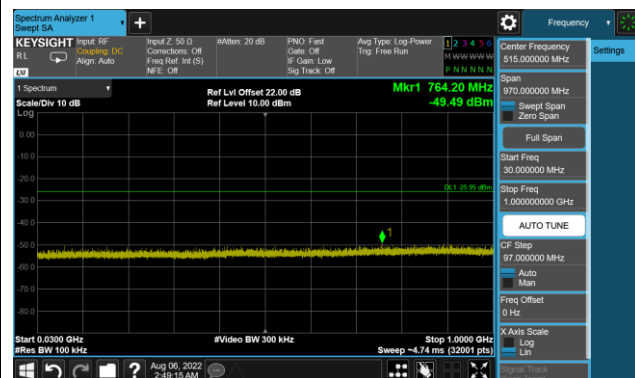 Spectrum Analyzer 1
Swept SA
Frequency
KEYSIGHT
RL
LXI
Input: RF
Coupling: DC
Align: Auto
Input Z: 50 Ω
Corrections: Off
Freq Ref: Int (S)
NFE: Off
#Atten: 20 dB
PNO: Fast
Gate: Off
IF Gain: Low
Sig Track: Off
Avg Type: Log-Power
Trig: Free Run
1 2 3 4 5 6
M W W W W W
P N N N N N
1 Spectrum
Scale/Div 10 dB
Log
Ref Lvl Offset 22.00 dB
Ref Level 10.00 dBm
Mkr1 764.20 MHz
-49.49 dBm
0.00
-10.0
-20.0
DL1 -25.95 dBm
-30.0
-40.0
1
-50.0
-60.0
-70.0
-80.0
Start 0.0300 GHz
#Res BW 100 kHz
#Video BW 300 kHz
Stop 1.0000 GHz
Sweep ~4.74 ms (32001 pts)
Aug 06, 2022
2:49:15 AM
Center Frequency
515.000000 MHz
Settings
Span
970.000000 MHz
Swept Span
Zero Span
Full Span
Start Freq
30.000000 MHz
Stop Freq
1.000000000 GHz
AUTO TUNE
CF Step
97.000000 MHz
Auto
Man
Freq Offset
0 Hz
X Axis Scale
Log
Lin
Signal Track